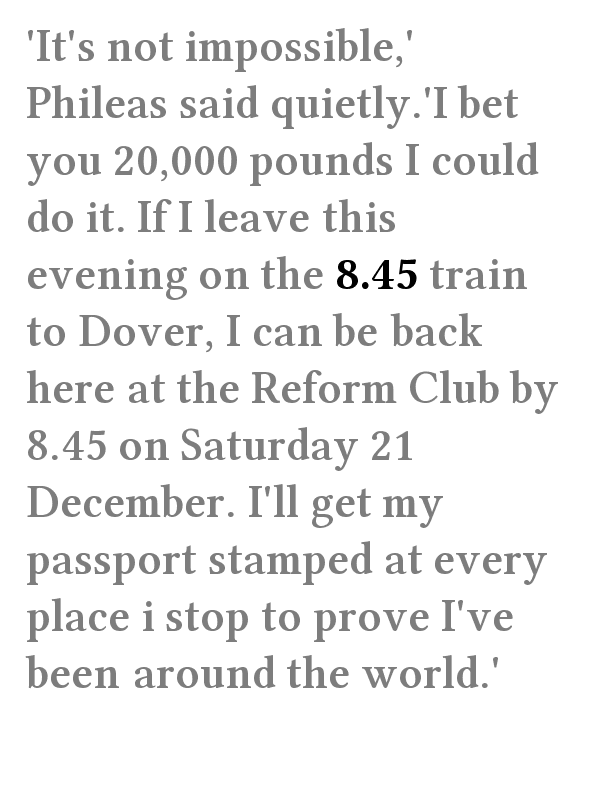 'It's not impossible,'
Phileas said quietly.'I bet
you 20,000 pounds I could
do it. If I leave this
evening on the 8.45 train
to Dover, I can be back
here at the Reform Club by
8.45 on Saturday 21
December. I'll get my
passport stamped at every
place i stop to prove I've
been around the world.'